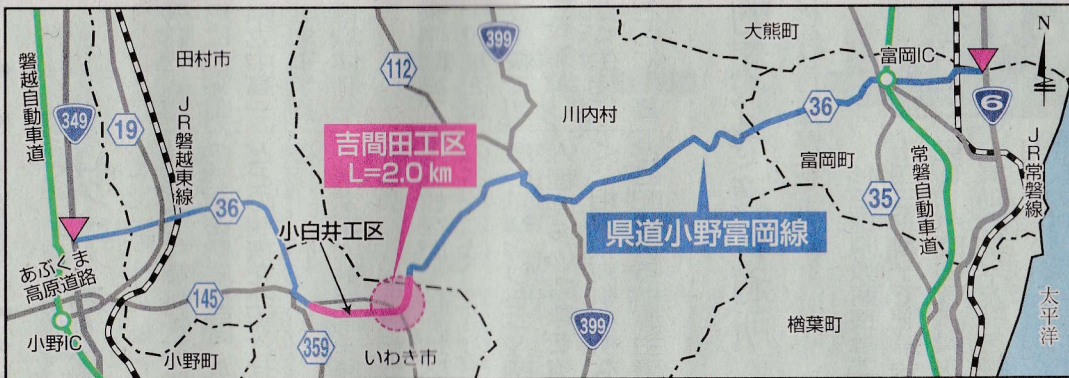 磐越自動車道
349
19
JR磐越東線
田村市
112
399
川内村
大熊町
富岡IC
36
6
N
吉間田工区
L=2.0 km
36
小白井工区
富岡町
35
常磐自動車道
JR常磐線
県道小野富岡線
あぶくま
高原道路
145
小野IC
小野町
359
いわき市
399
楢葉町
太平洋